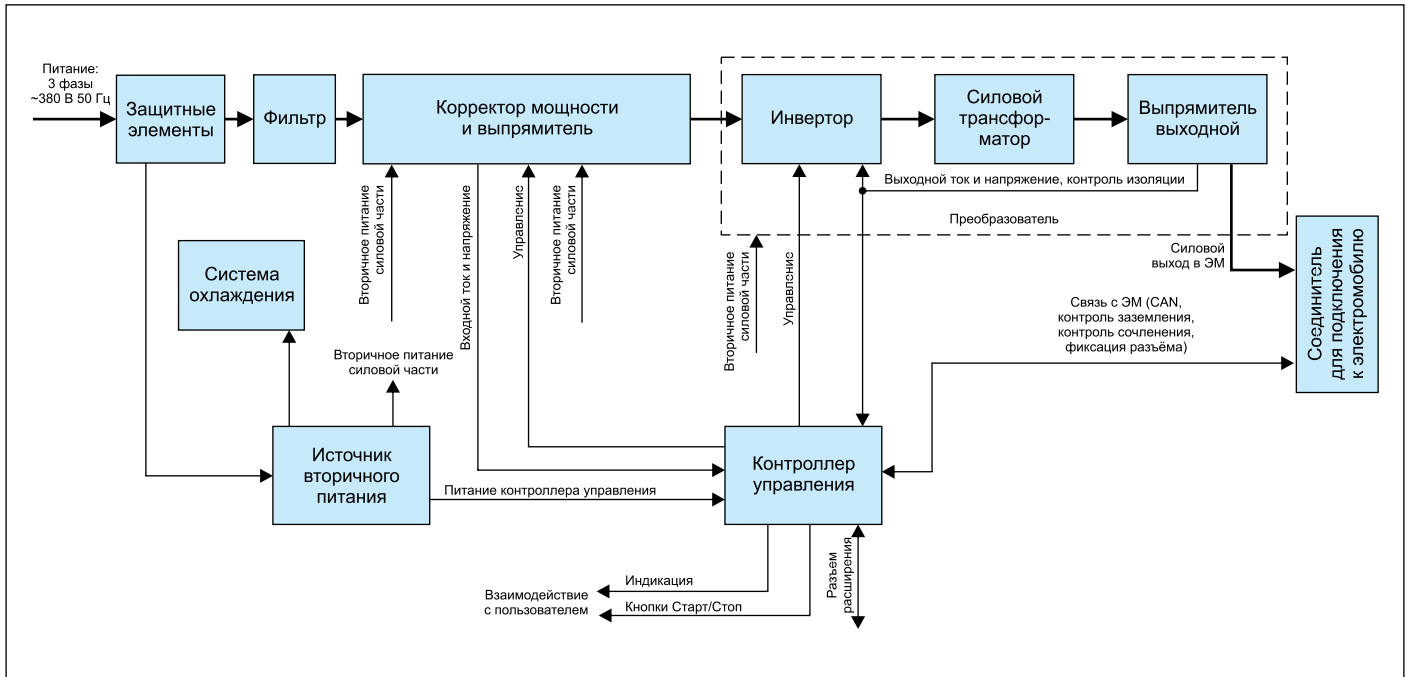 Питание:
3 фазы
~380 В 50 Гц
Защитные
элементы
Фильтр
Корректор мощности
и выпрямитель
Инвертор
Силовой
трансфор-
матор
Выпрямитель
выходной
Выходной ток и напряжение, контроль изоляции
Преобразователь
Вторичное питание
силовой части
Входной ток и напряжение
Управление
Вторичное питание
силовой части
Вторичное питание
силовой части
Управление
Силовой
выход в ЭМ
Соединитель
для подключения
к электромобилю
Связь с ЭМ (CAN,
контроль заземления,
контроль сочленения,
фиксация разъёма)
Система
охлаждения
Вторичное питание
силовой части
Источник
вторичного
питания
Питание контроллера управления
Контроллер
управления
Индикация
Взаимодействие
с пользователем
Кнопки Старт/Стоп
Разъем
расширения